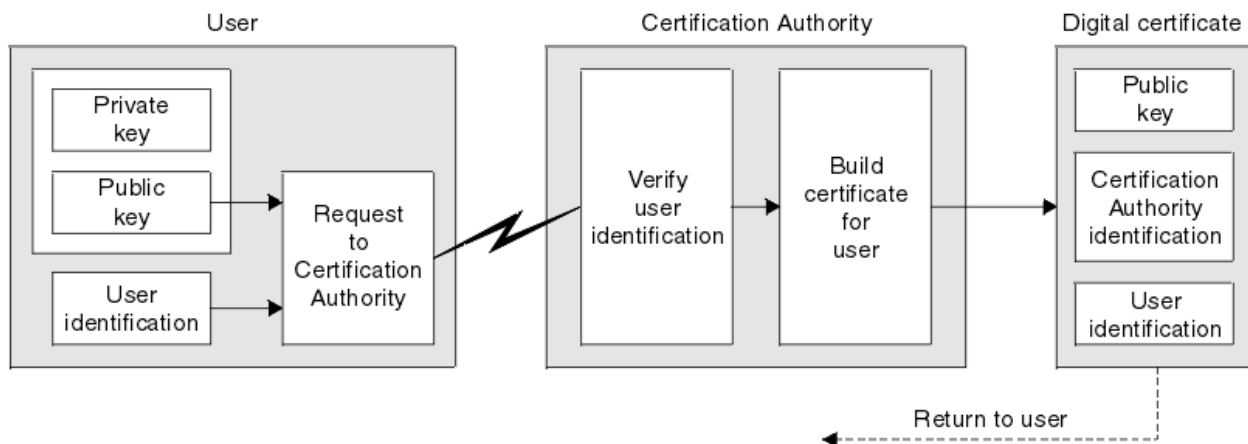 User
Certification Authority
Digital certificate
Private
key
Public
key
User
identification
Request
to
Certification
Authority
Verify
user
identification
Build
certificate
for
user
Public
key
Certification
Authority
identification
User
identification
Return to user